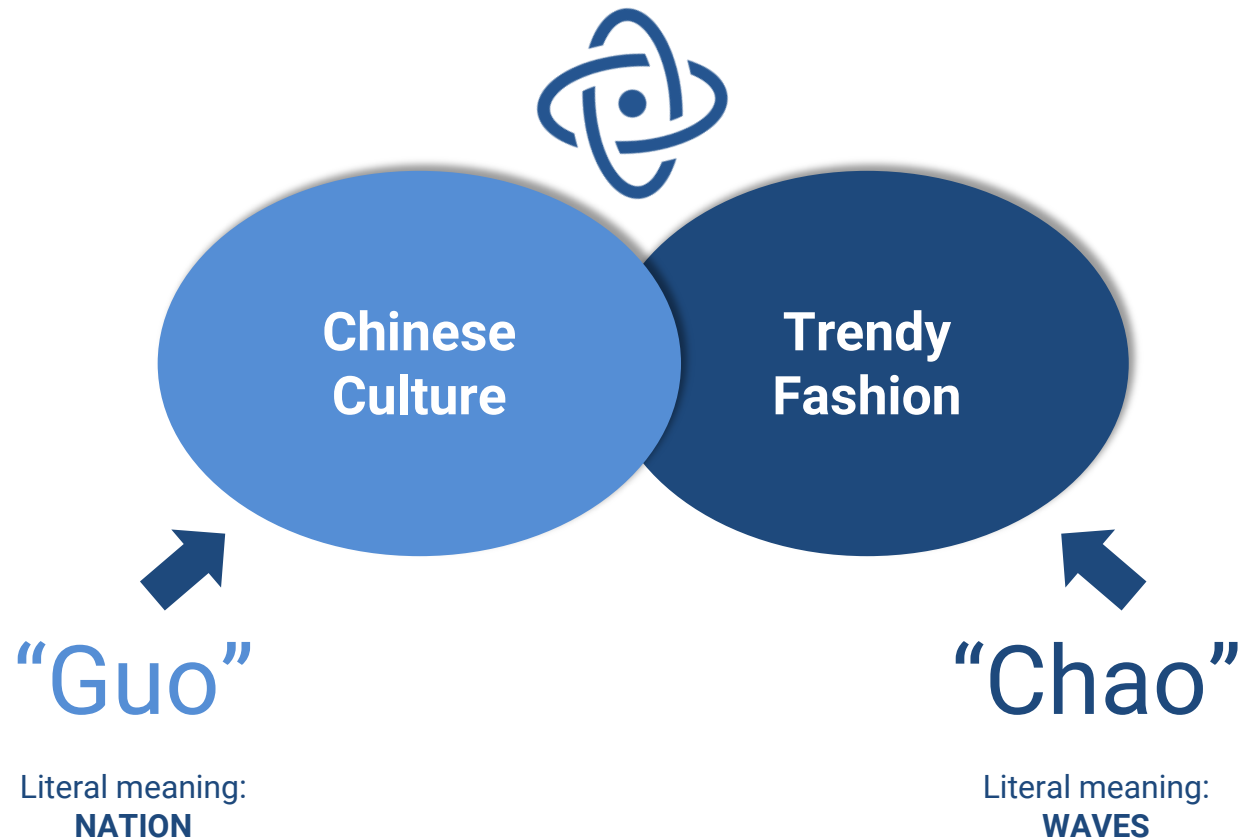 Chinese
Culture
Trendy
Fashion
“Guo”
Literal meaning:
NATION
“Chao”
Literal meaning:
WAVES